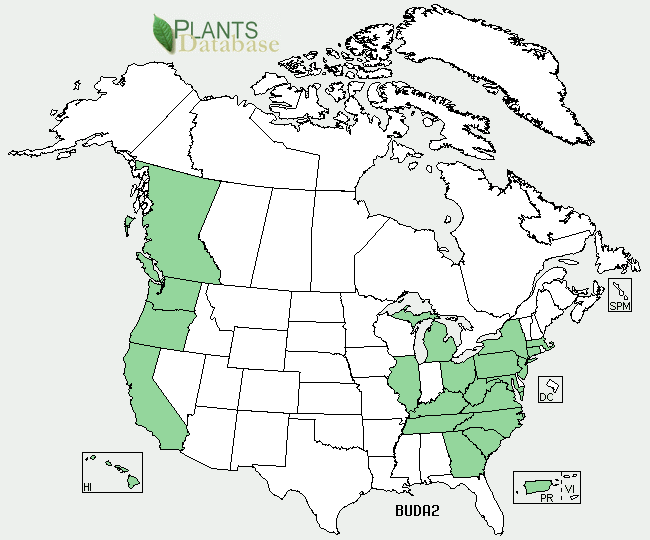 PLANTS
Database
SPM
DC
HI
PR
VI
BUDA2